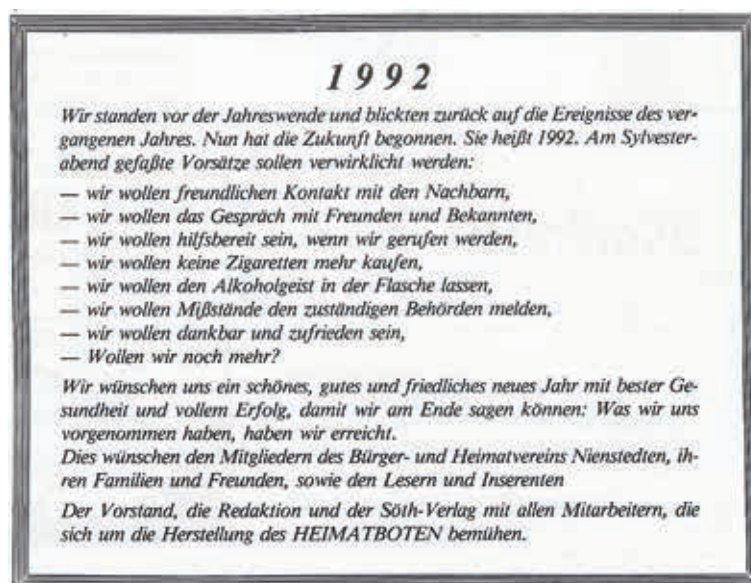 1992
Wir standen vor der Jahreswende und blickten zurück auf die Ereignisse des ver-
gangenen Jahres. Nun hat die Zukunft begonnen. Sie heißt 1992. Am Sylvester-
abend gefaßte Vorsätze sollen verwirklicht werden:
— wir wollen freundlichen Kontakt mit den Nachbarn,
— wir wollen das Gespräch mit Freunden und Bekannten,
— wir wollen hilfsbereit sein, wenn wir gerufen werden,
— wir wollen keine Zigaretten mehr kaufen,
— wir wollen den Alkoholgeist in der Flasche lassen,
— wir wollen Mißstände den zuständigen Behörden melden,
— wir wollen dankbar und zufrieden sein,
— Wollen wir noch mehr?
Wir wünschen uns ein schönes, gutes und friedliches neues Jahr mit bester Ge-
sundheit und vollem Erfolg, damit wir am Ende sagen können: Was wir uns
vorgenommen haben, haben wir erreicht.
Dies wünschen den Mitgliedern des Bürger- und Heimatvereins Nienstedten, ih-
ren Familien und Freunden, sowie den Lesern und Inserenten
Der Vorstand, die Redaktion und der Söth-Verlag mit allen Mitarbeitern, die
sich um die Herstellung des HEIMATBOTEN bemühen.